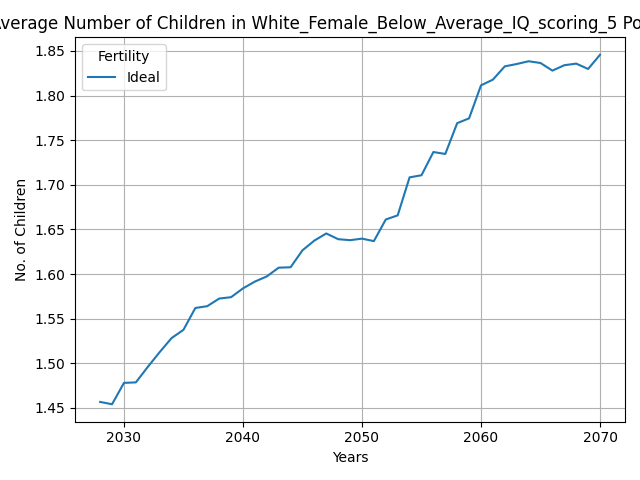 Average Number of Children in White_Female_Below_Average_IQ_scoring_5 Po
Fertility
Ideal
1.85
1.80
1.75
1.70
1.65
1.60
1.55
1.50
1.45
No. of Children
2030 2040 2050 2060 2070
Years